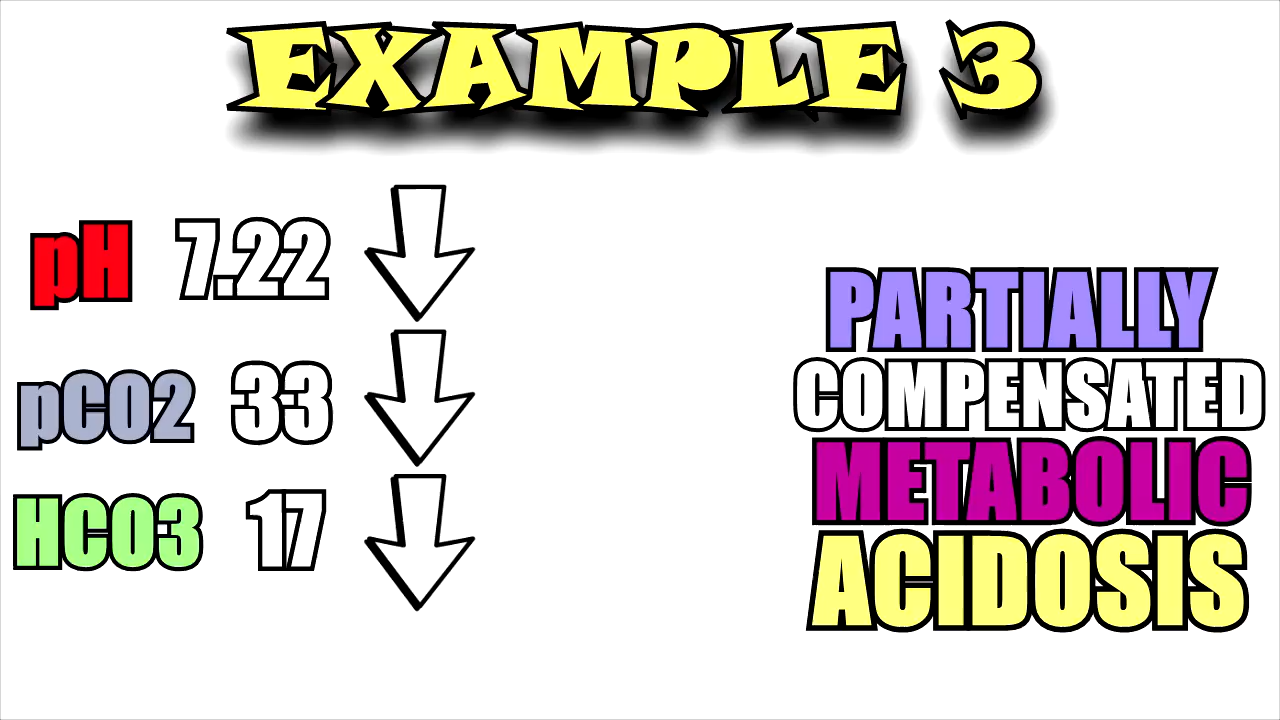 EXAMPLE 3
pH 7.22
pCO2 33
HCO3 17
PARTIALLY
COMPENSATED
METABOLIC
ACIDOSIS